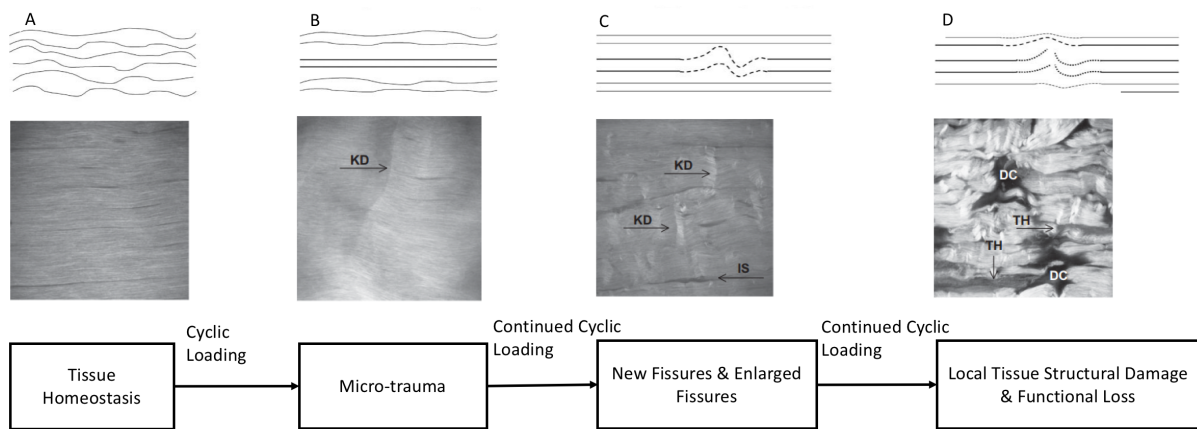 A
B
C
D
KD
KD
KD
IS
DC
TH
TH
DC
Cyclic
Loading
Continued Cyclic
Loading
Continued Cyclic
Loading
Tissue
Homeostasis
Micro-trauma
New Fissures & Enlarged
Fissures
Local Tissue Structural Damage
& Functional Loss